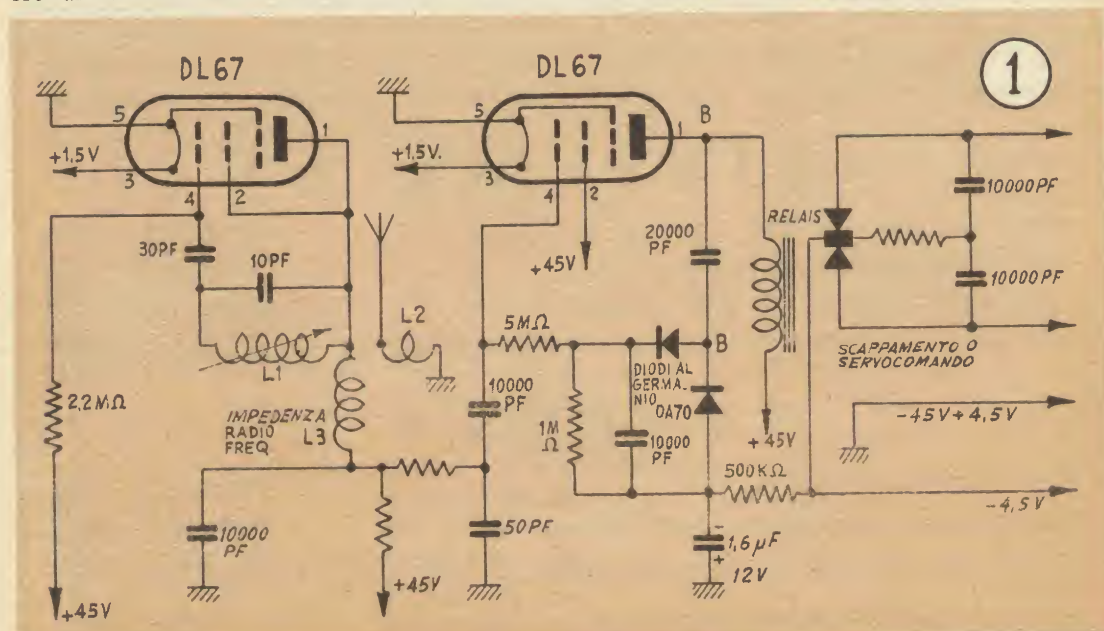 DL67
DL67
1
5
1
+1,5V
3
4
2
5
B
1
+1,5V.
3
4
2
30PF
10PF
+45V
20000
PF
RELAIS
10000PF
10000PF
L2
L1
5MΩ
B
SCAPPAMENTO O
SERVOCOMANDO
2,2MΩ
IMPEDENZA
RADIO
FREQ.
L3
10000
PF
1M
Ω
10000
PF
DIODI AL
GERMA-
NIO
OA70
+45V
-45V+4,5V
500KΩ
-4,5V
10000
PF
50PF
-
1,6µF
+
12V
+45V
+45V